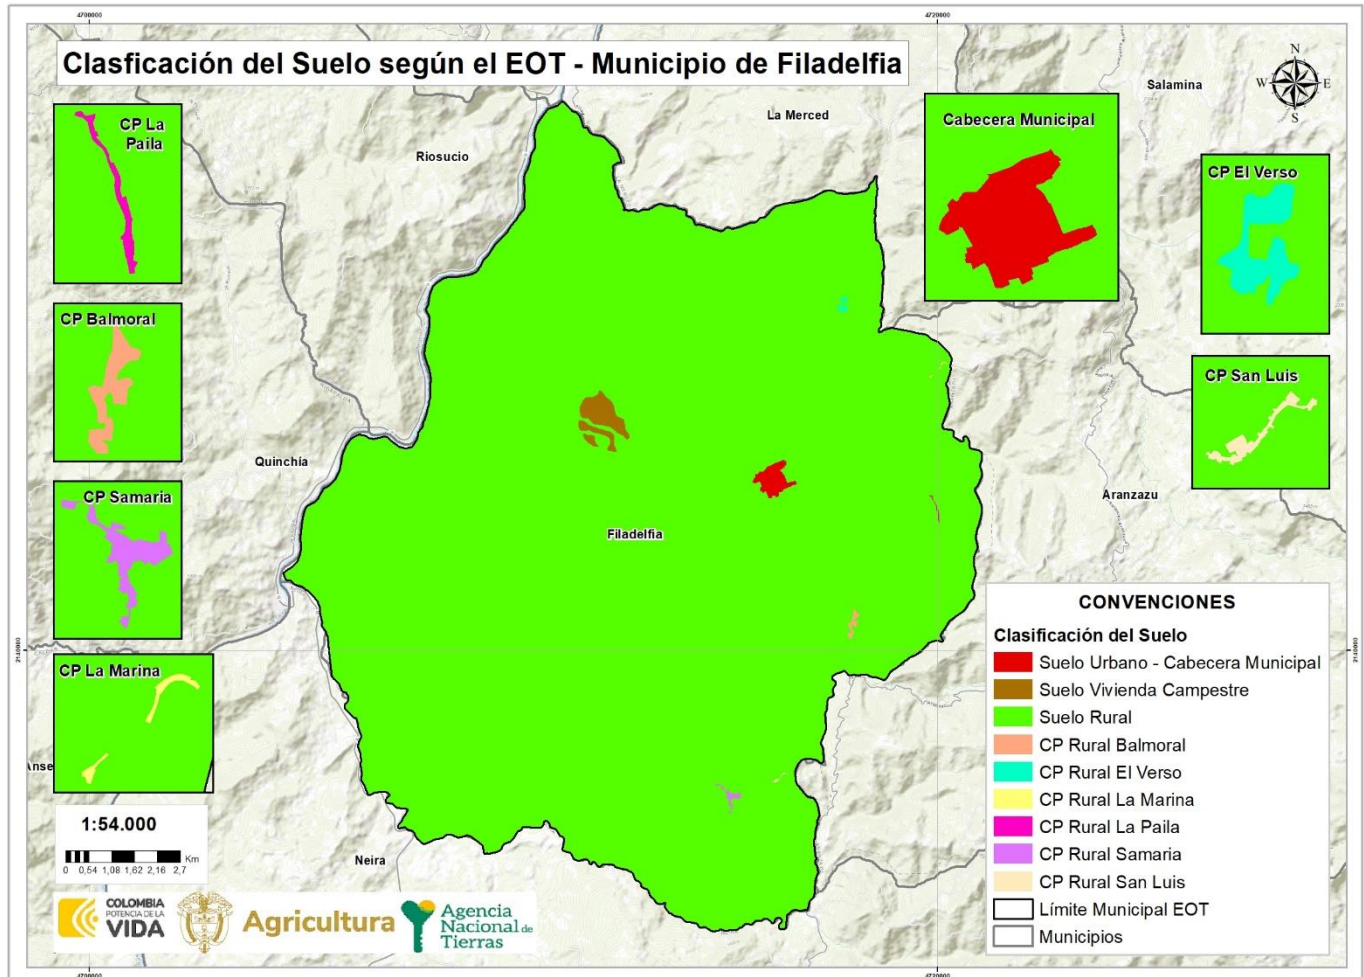 4700000
4720000
Clasficación del Suelo según el EOT - Municipio de Filadelfia
N
W
E
S
Salamina
La Merced
Riosucio
CP La
Paila
Cabecera Municipal
CP El Verso
CP Balmoral
CP San Luis
Quinchía
CP Samaria
Aranzazu
Filadelfia
2140000
2140000
CP La Marina
Anse
Neira
1:54.000
0 0,54 1,08 1,62 2,16 2,7
Km
COLOMBIA
POTENCIA DE LA
VIDA
Agricultura
Agencia
Nacional de
Tierras
CONVENCIONES
Clasificación del Suelo
Suelo Urbano - Cabecera Municipal
Suelo Vivienda Campestre
Suelo Rural
CP Rural Balmoral
CP Rural El Verso
CP Rural La Marina
CP Rural La Paila
CP Rural Samaria
CP Rural San Luis
Límite Municipal EOT
Municipios
4700000
4720000